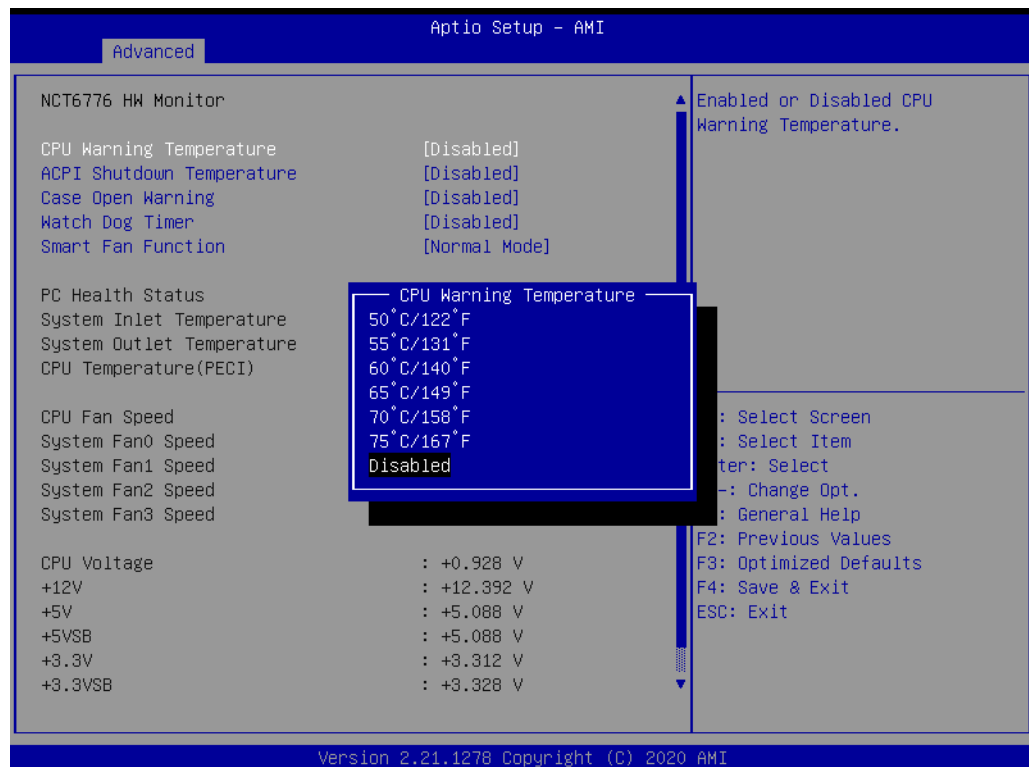 Aptio Setup – AMI
Advanced
NCT6776 HW Monitor
CPU Warning Temperature [Disabled]
ACPI Shutdown Temperature [Disabled]
Case Open Warning [Disabled]
Watch Dog Timer [Disabled]
Smart Fan Function [Normal Mode]
PC Health Status
System Inlet Temperature
System Outlet Temperature
CPU Temperature(PECI)
CPU Fan Speed
System Fan0 Speed
System Fan1 Speed
System Fan2 Speed
System Fan3 Speed
CPU Voltage : +0.928 V
+12V : +12.392 V
+5V : +5.088 V
+5VSB : +5.088 V
+3.3V : +3.312 V
+3.3VSB : +3.328 V
CPU Warning Temperature
50°C/122°F
55°C/131°F
60°C/140°F
65°C/149°F
70°C/158°F
75°C/167°F
Disabled
Enabled or Disabled CPU
Warning Temperature.
: Select Screen
: Select Item
ter: Select
-: Change Opt.
: General Help
F2: Previous Values
F3: Optimized Defaults
F4: Save & Exit
ESC: Exit
Version 2.21.1278 Copyright (C) 2020 AMI